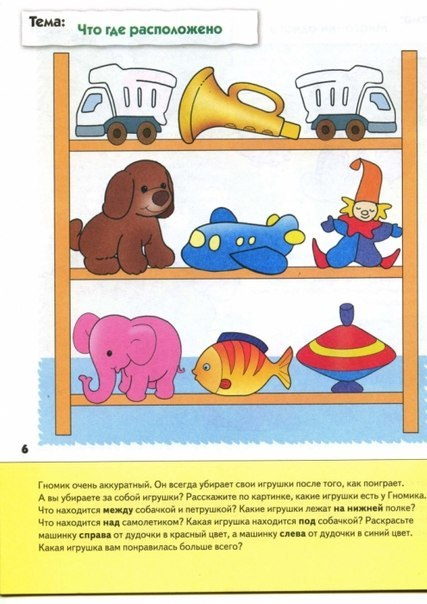 Тема:
Что где расположено
6
Гномик очень аккуратный. Он всегда убирает свои игрушки после того, как поиграет.
А вы убираете за собой игрушки? Расскажите по картинке, какие игрушки есть у Гномика.
Что находится между собачкой и петрушкой? Какие игрушки лежат на нижней полке?
Что находится над самолетиком? Какая игрушка находится под собачкой? Раскрасьте
машинку справа от дудочки в красный цвет, а машинку слева от дудочки в синий цвет.
Какая игрушка вам понравилась больше всего?